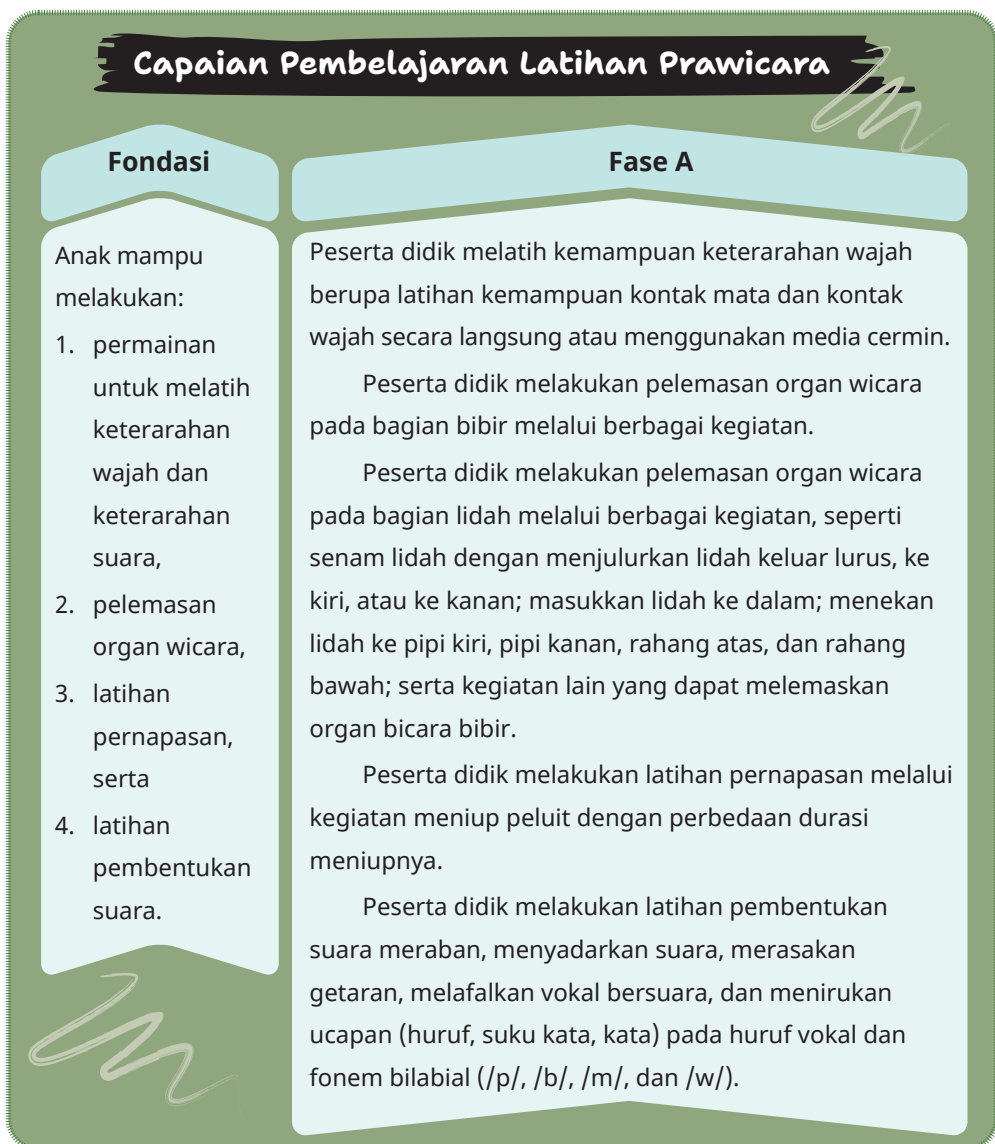 Capaian Pembelajaran Latihan Prawicara
Fondasi
Anak mampu
melakukan:
1. permainan
untuk melatih
keterarahan
wajah dan
keterarahan
suara,
2. pelemasan
organ wicara,
3. latihan
pernapasan,
serta
4. latihan
pembentukan
suara.
Fase A
Peserta didik melatih kemampuan keterarahan wajah
berupa latihan kemampuan kontak mata dan kontak
wajah secara langsung atau menggunakan media cermin.
Peserta didik melakukan pelemasan organ wicara
pada bagian bibir melalui berbagai kegiatan.
Peserta didik melakukan pelemasan organ wicara
pada bagian lidah melalui berbagai kegiatan, seperti
senam lidah dengan menjulurkan lidah keluar lurus, ke
kiri, atau ke kanan; masukkan lidah ke dalam; menekan
lidah ke pipi kiri, pipi kanan, rahang atas, dan rahang
bawah; serta kegiatan lain yang dapat melemaskan
organ bicara bibir.
Peserta didik melakukan latihan pernapasan melalui
kegiatan meniup peluit dengan perbedaan durasi
meniupnya.
Peserta didik melakukan latihan pembentukan
suara meraban, menyadarkan suara, merasakan
getaran, melafalkan vokal bersuara, dan menirukan
ucapan (huruf, suku kata, kata) pada huruf vokal dan
fonem bilabial (/p/, /b/, /m/, dan /w/).